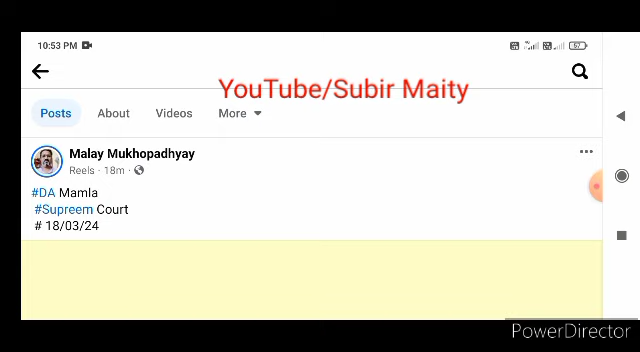 10:53 PM
57
YouTube/Subir Maity
Posts About Videos More
Malay Mukhopadhyay
Reels · 18m ·
#DA Mamla
#Supreem Court
# 18/03/24
PowerDirector